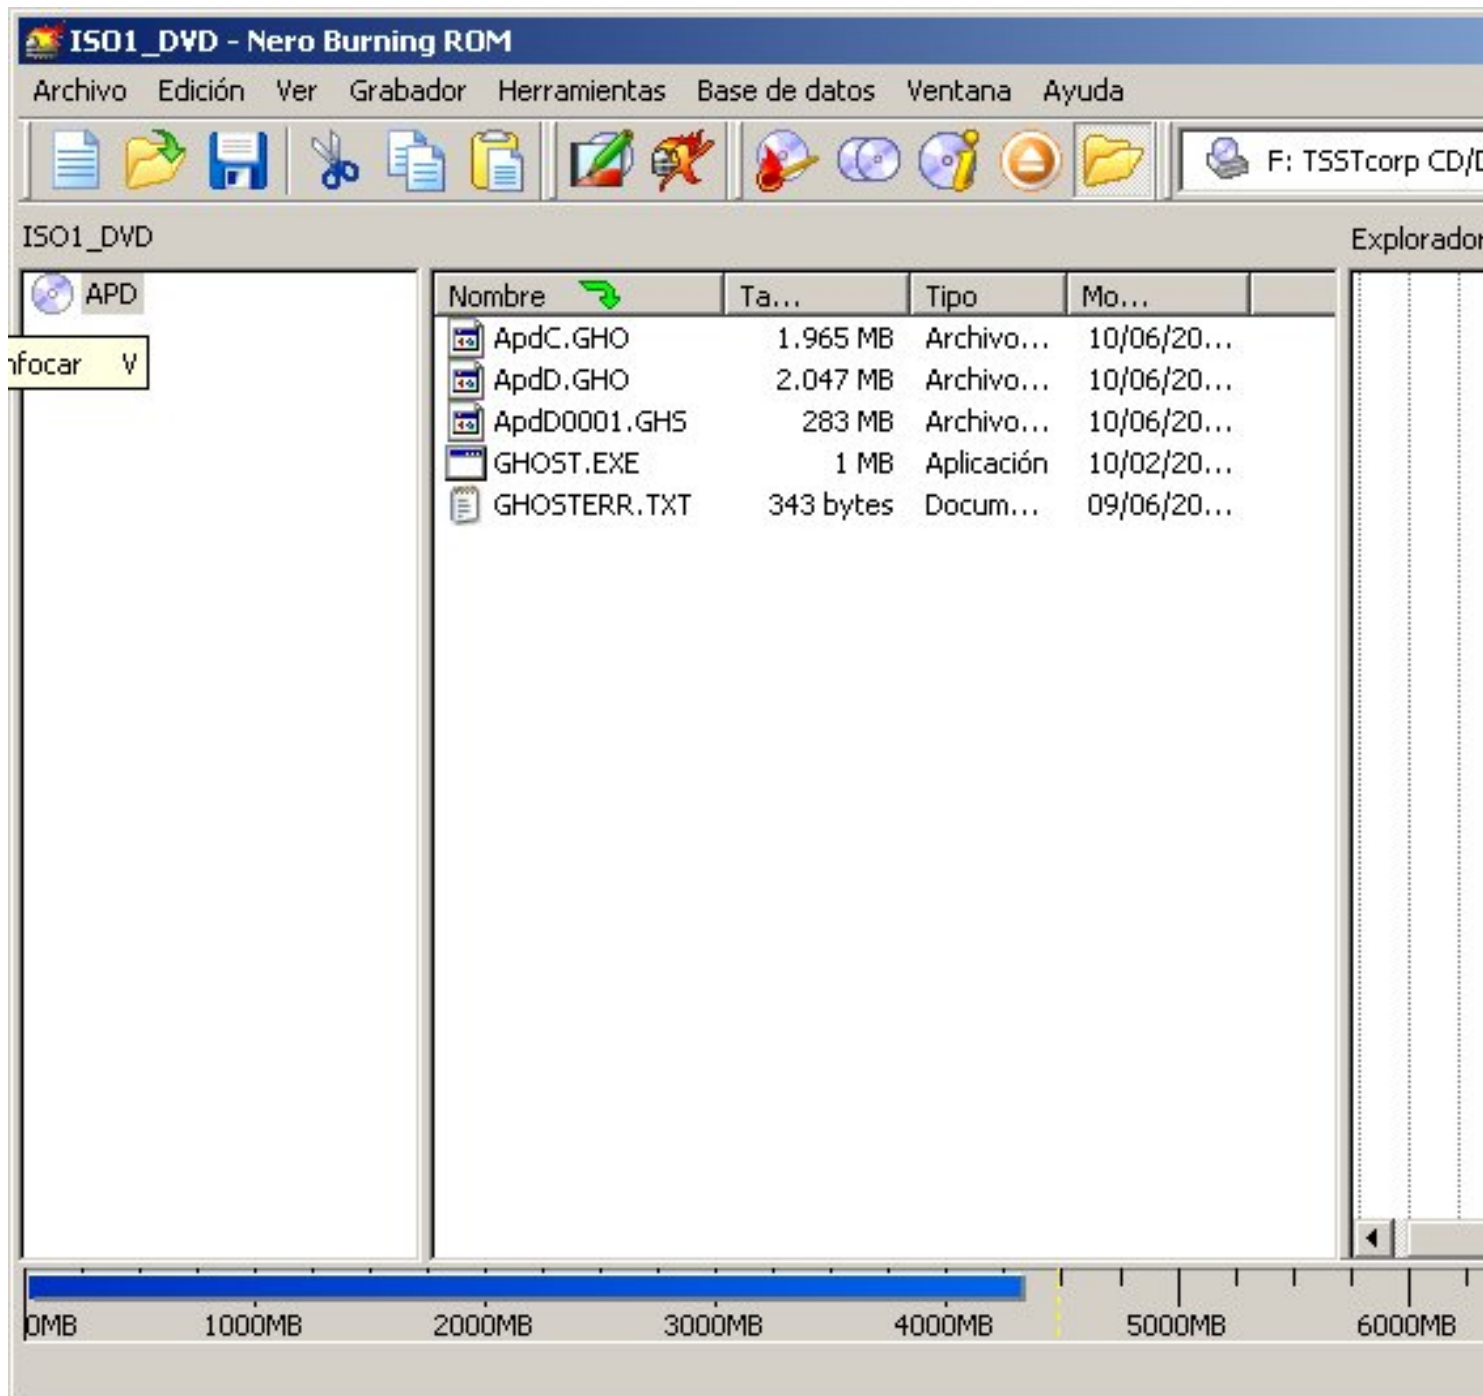 ISO1_DVD - Nero Burning ROM
Archivo Edición Ver Grabador Herramientas Base de datos Ventana Ayuda
F: TSSTcorp CD/D
ISO1_DVD Explorador
APD
nfocar V
Nombre Ta... Tipo Mo...
ApdC.GHO 1.965 MB Archivo... 10/06/20...
ApdD.GHO 2.047 MB Archivo... 10/06/20...
ApdD0001.GHS 283 MB Archivo... 10/06/20...
GHOST.EXE 1 MB Aplicación 10/02/20...
GHOSTERR.TXT 343 bytes Docum... 09/06/20...
0MB 1000MB 2000MB 3000MB 4000MB 5000MB 6000MB